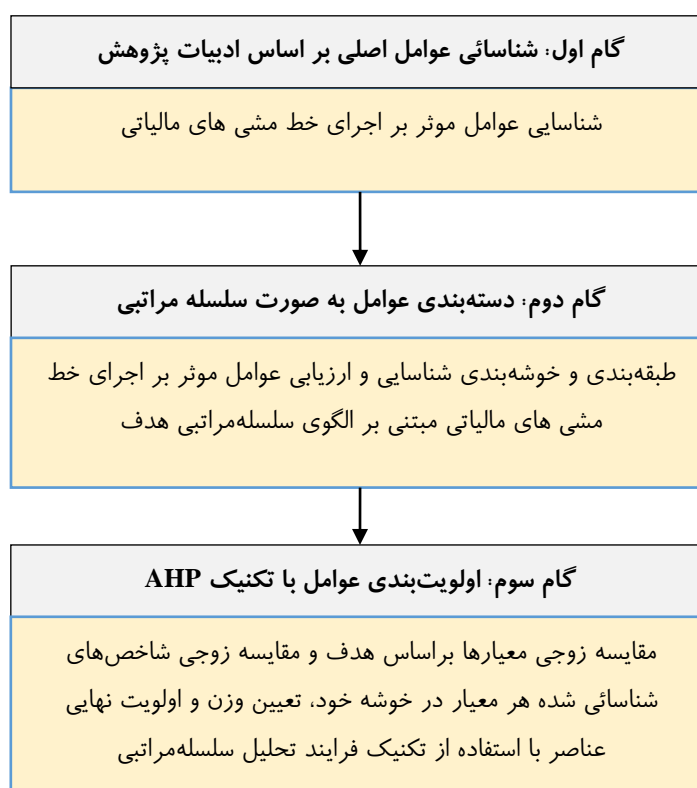 گام اول: شناسائی عوامل اصلی بر اساس ادبیات پژوهش
شناسایی عوامل موثر بر اجرای خط مشی های مالیاتی
گام دوم: دسته‌بندی عوامل به صورت سلسله مراتبی
طبقه‌بندی و خوشه‌بندی شناسایی و ارزیابی عوامل موثر بر اجرای خط
مشی های مالیاتی مبتنی بر الگوی سلسله‌مراتبی هدف
گام سوم: اولویت‌بندی عوامل با تکنیک AHP
مقایسه زوجی معیارها براساس هدف و مقایسه زوجی شاخص‌های
شناسائی شده هر معیار در خوشه خود، تعیین وزن و اولویت نهایی
عناصر با استفاده از تکنیک فرایند تحلیل سلسله‌مراتبی